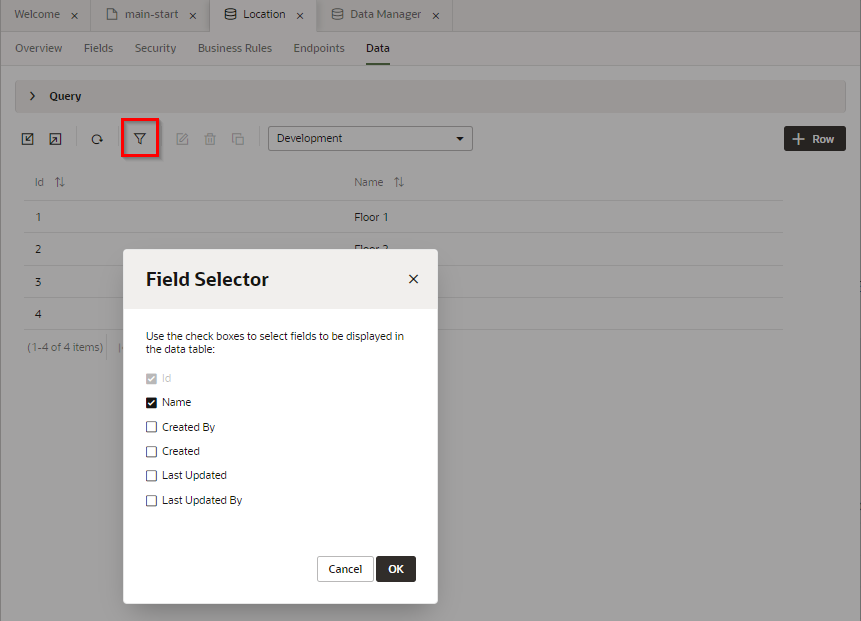 Welcome
main-start
Location
Data Manager
Overview
Fields
Security
Business Rules
Endpoints
Data
Query
Development
Row
Id
Name
1
Floor 1
2
Floor 2
3
4
(1-4 of 4 items)
Field Selector
Use the check boxes to select fields to be displayed in
the data table:
Id
Name
Created By
Created
Last Updated
Last Updated By
Cancel
OK